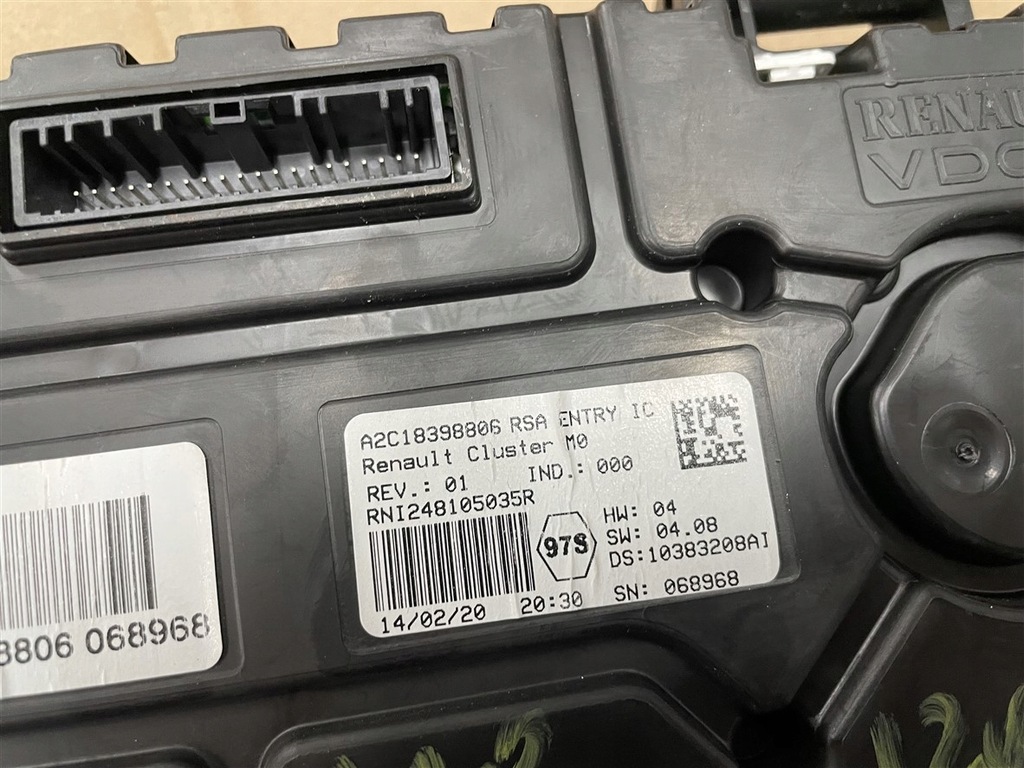 RENAU
VDO
A2C18398806 RSA ENTRY IC
Renault Cluster M0
REV.: 01 IND.: 000
RNI248105035R
97S
HW: 04
SW: 04.08
DS:10383208AI
14/02/20 20:30 SN: 068968
8806 068968